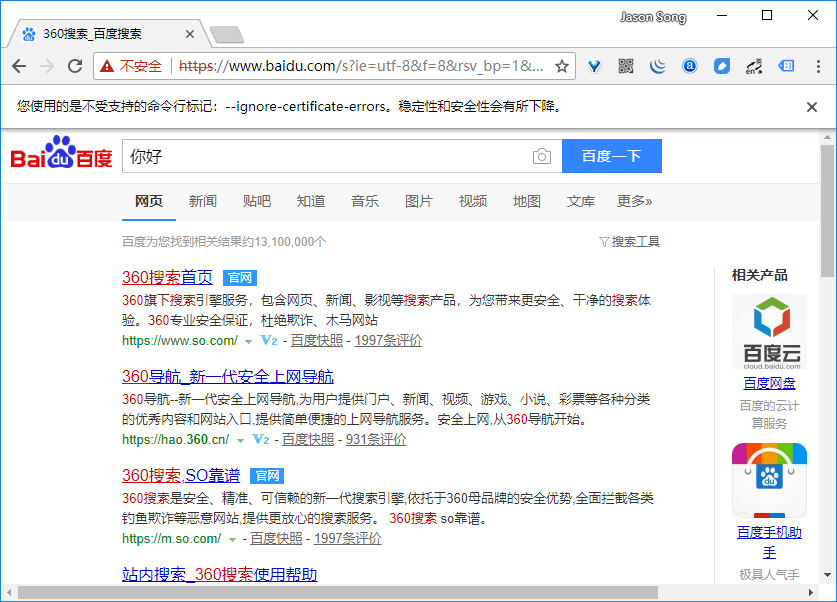 Jason Song
360搜索_百度搜索
不安全 https://www.baidu.com/s?ie=utf-8&f=8&rsv_bp=1&...
您使用的是不受支持的命令行标记：--ignore-certificate-errors。稳定性和安全性会有所下降。
Bai du 百度
你好
百度一下
网页 新闻 贴吧 知道 音乐 图片 视频 地图 文库 更多»
百度为您找到相关结果约13,100,000个
搜索工具
360搜索首页 官网
360旗下搜索引擎服务，包含网页、新闻、影视等搜索产品，为您带来更安全、干净的搜索体
验。360专业安全保证，杜绝欺诈、木马网站
https://www.so.com/ V2 - 百度快照 - 1997条评价
360导航_新一代安全上网导航
360导航--新一代安全上网导航,为用户提供门户、新闻、视频、游戏、小说、彩票等各种分类
的优秀内容和网站入口,提供简单便捷的上网导航服务。安全上网,从360导航开始。
https://hao.360.cn/ V2 - 百度快照 - 931条评价
360搜索,SO靠谱 官网
360搜索是安全、精准、可信赖的新一代搜索引擎,依托于360母品牌的安全优势,全面拦截各类
钓鱼欺诈等恶意网站,提供更放心的搜索服务。 360搜索 so靠谱。
https://m.so.com/ - 百度快照 - 1997条评价
站内搜索_360搜索使用帮助
相关产品
百度云
cloud.baidu.com
百度网盘
百度的云计
算服务
百度手机助
手
极具人气手